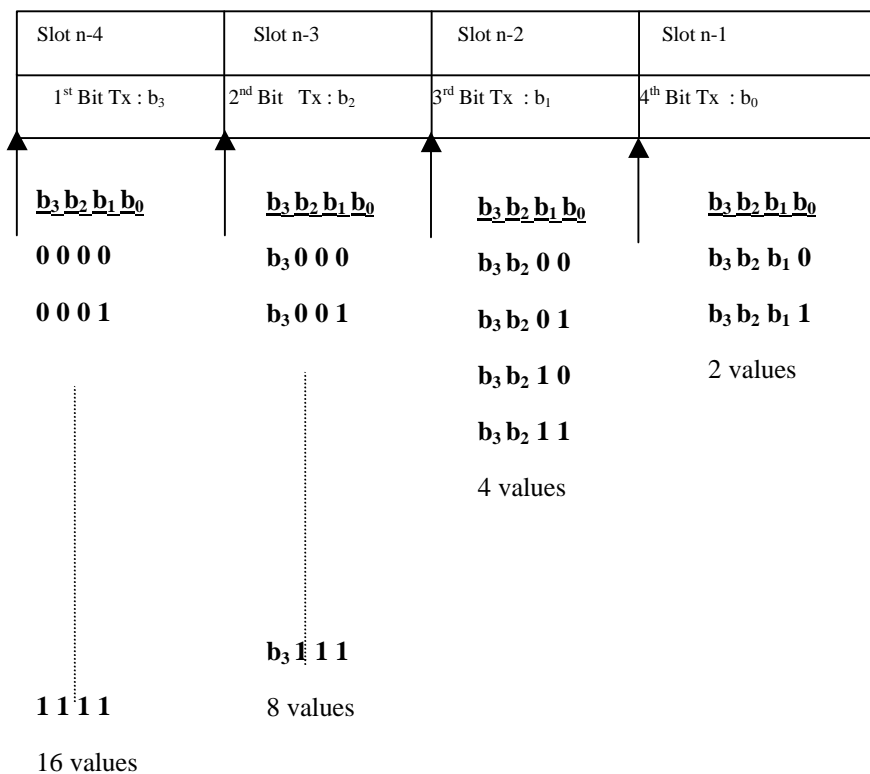 Slot n-4 Slot n-3 Slot n-2 Slot n-1
1st Bit Tx : b3 2nd Bit Tx : b2 3rd Bit Tx : b1 4th Bit Tx : b0
b3 b2 b1 b0 b3 b2 b1 b0 b3 b2 b1 b0 b3 b2 b1 b0
0 0 0 0 b3 0 0 0 b3 b2 0 0 b3 b2 b1 0
0 0 0 1 b3 0 0 1 b3 b2 0 1 b3 b2 b1 1
b3 b2 1 0 2 values
b3 b2 1 1
4 values
b3 1 1 1
1 1 1 1 8 values
16 values